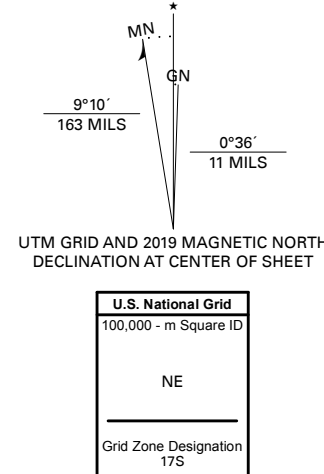 ★
MN
GN
9°10´
163 MILS
0°36´
11 MILS
UTM GRID AND 2019 MAGNETIC NORTH
DECLINATION AT CENTER OF SHEET
U.S. National Grid
100,000 - m Square ID
NE
Grid Zone Designation
17S